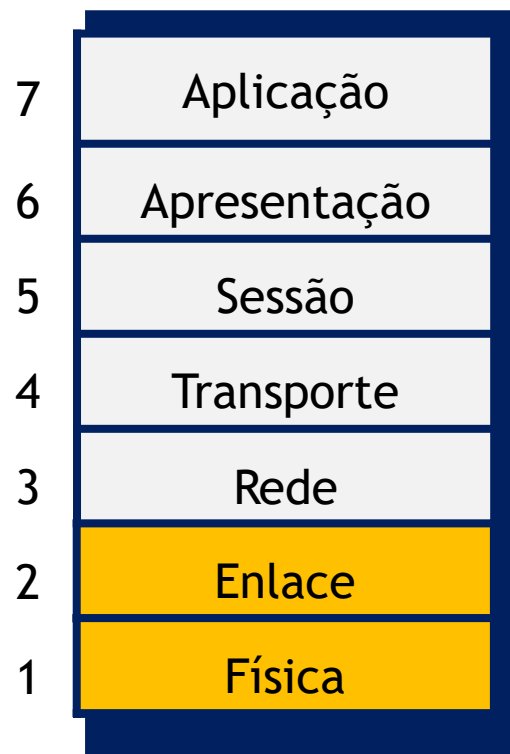 7 Aplicação
6 Apresentação
5 Sessão
4 Transporte
3 Rede
2 Enlace
1 Física